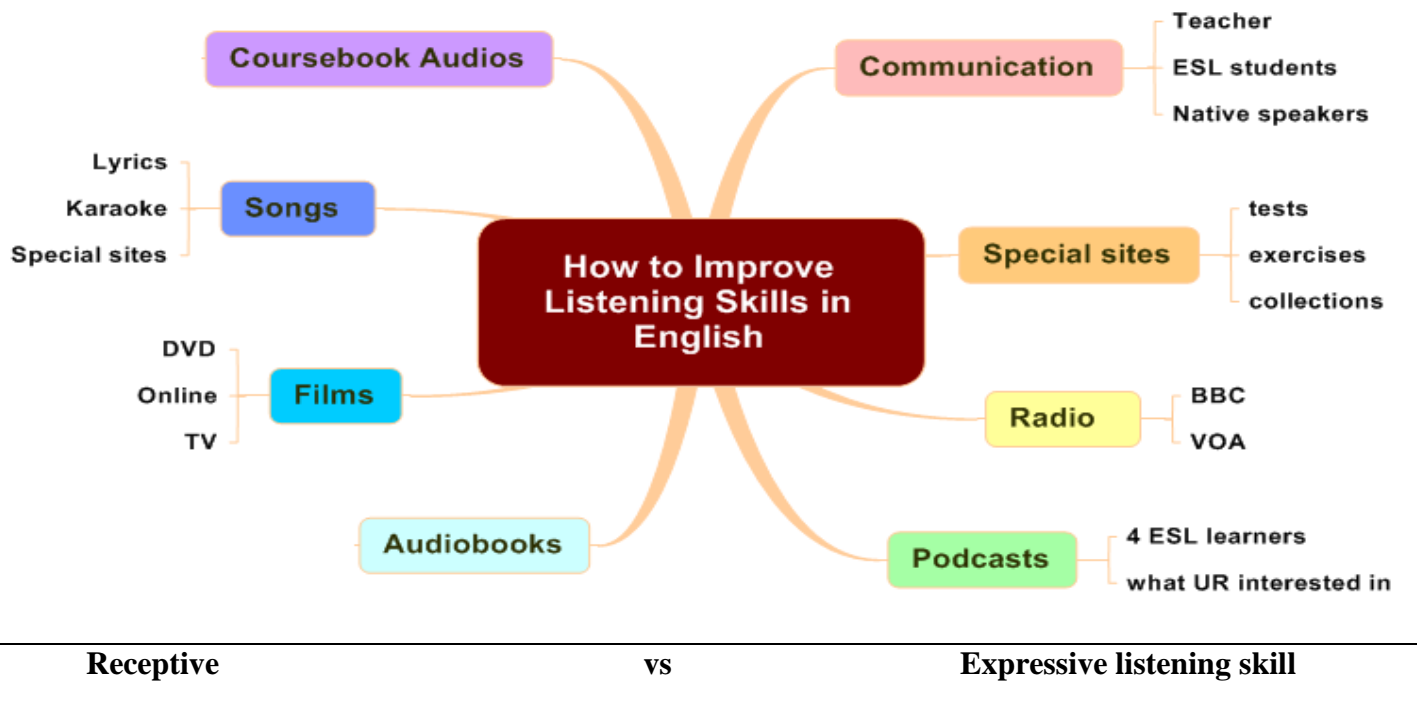 Coursebook Audios
Songs
Lyrics
Karaoke
Special sites
Films
DVD
Online
TV
Audiobooks
How to Improve
Listening Skills in
English
Communication
Teacher
ESL students
Native speakers
Special sites
tests
exercises
collections
Radio
BBC
VOA
Podcasts
4 ESL learners
what UR interested in
Receptive vs Expressive listening skill